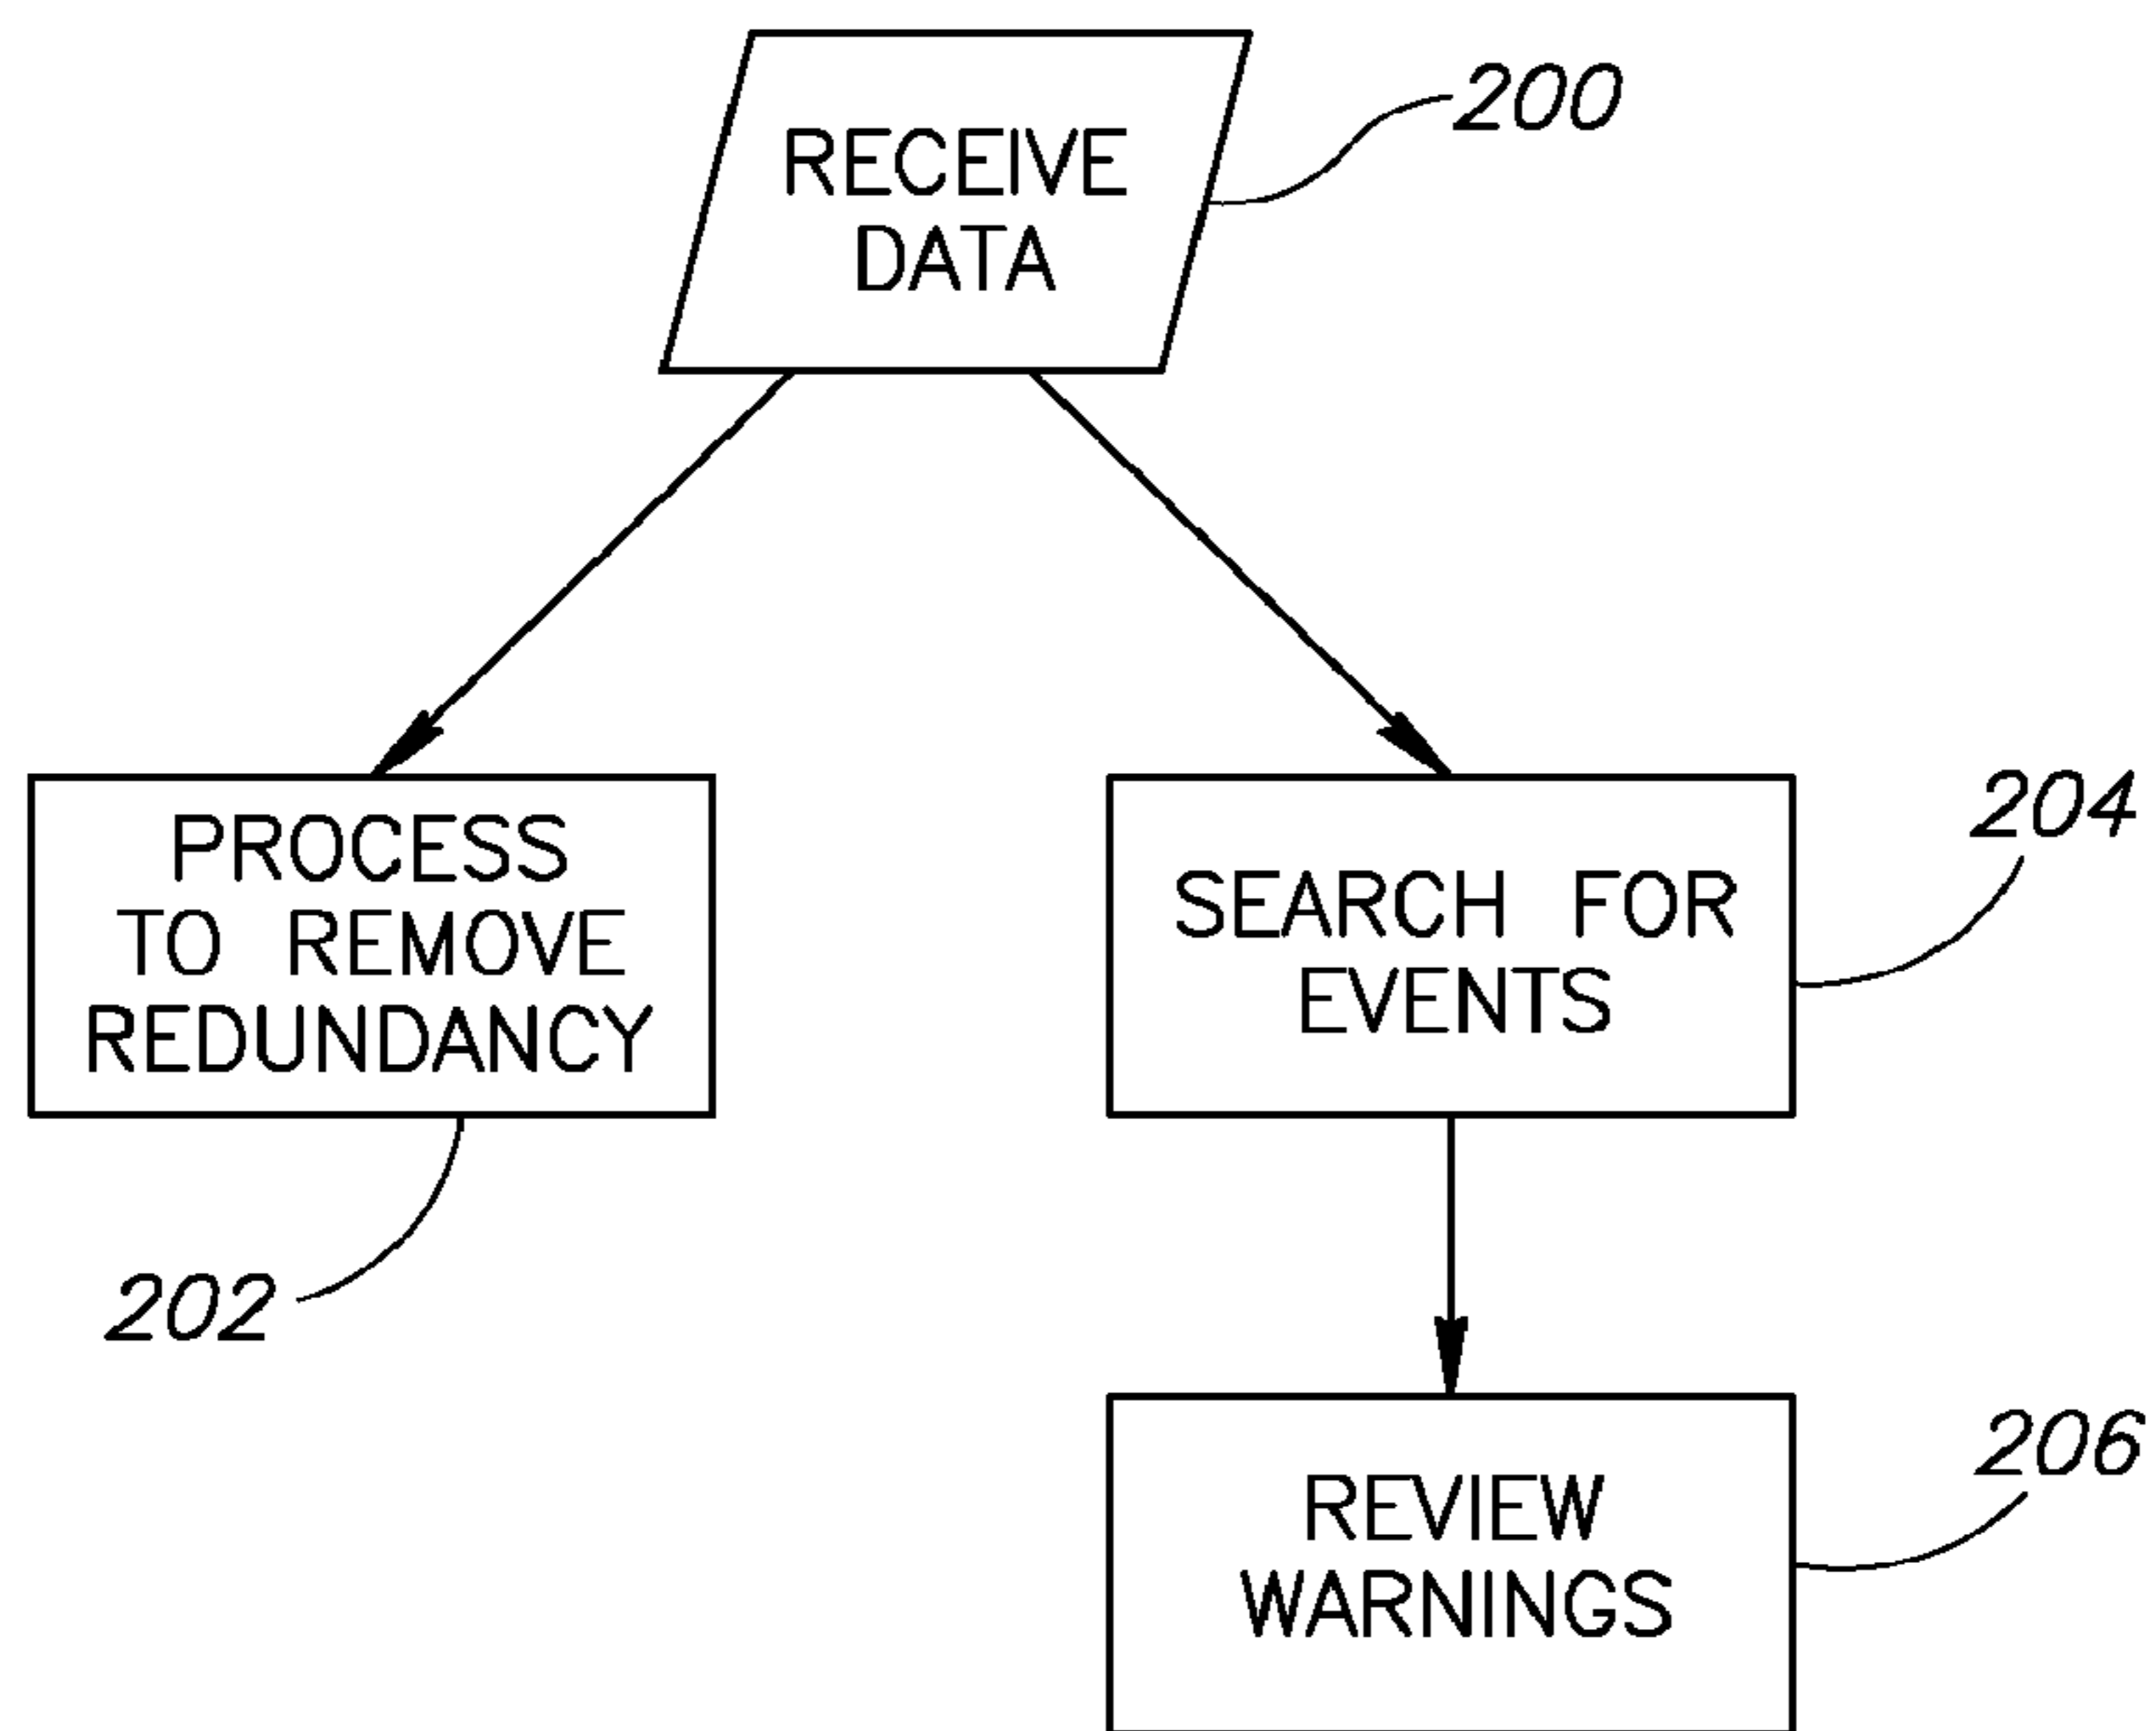 RECEIVE
DATA
200
PROCESS
TO REMOVE
REDUNDANCY
202
SEARCH FOR
EVENTS
204
REVIEW
WARNINGS
206